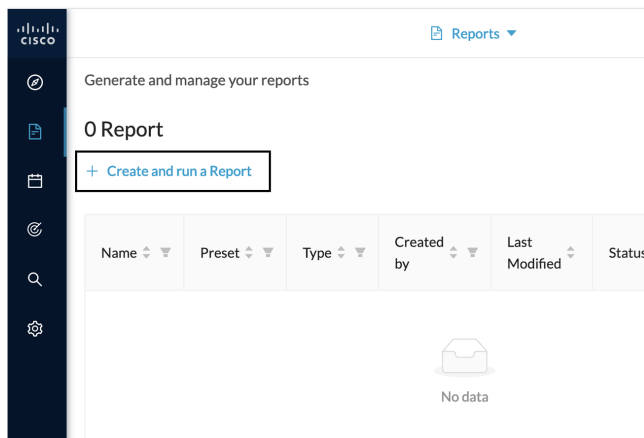 CISCO
Reports
Generate and manage your reports
0 Report
+ Create and run a Report
Name Preset Type Created by Last Modified Status
No data